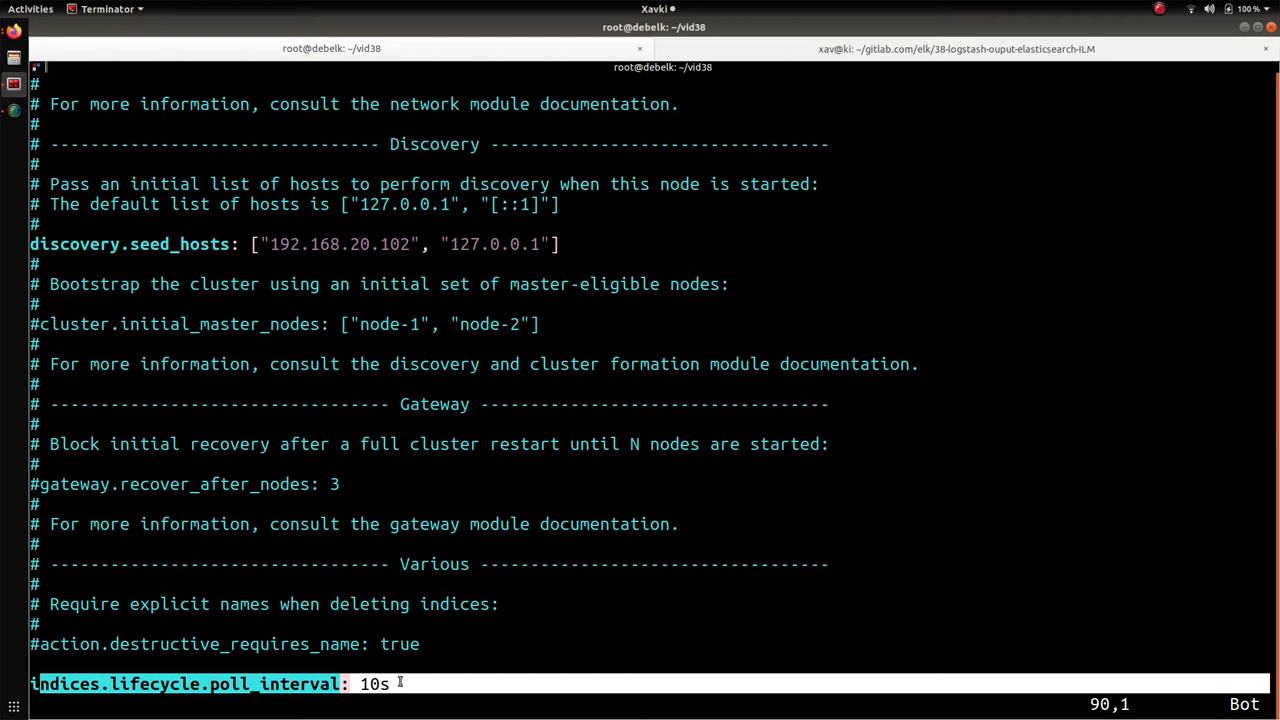 Activities
Terminator
Xavki
100 %
root@debelk: ~/vid38
root@debelk: ~/vid38
xav@ki: ~/gitlab.com/elk/38-logstash-ouput-elasticsearch-ILM
root@debelk: ~/vid38
#
# For more information, consult the network module documentation.
#
# --------------------------------- Discovery ----------------------------------
#
# Pass an initial list of hosts to perform discovery when this node is started:
# The default list of hosts is ["127.0.0.1", "[::1]"]
#
discovery.seed_hosts: ["192.168.20.102", "127.0.0.1"]
#
# Bootstrap the cluster using an initial set of master-eligible nodes:
#
#cluster.initial_master_nodes: ["node-1", "node-2"]
#
# For more information, consult the discovery and cluster formation module documentation.
#
# ---------------------------------- Gateway -----------------------------------
#
# Block initial recovery after a full cluster restart until N nodes are started:
#
#gateway.recover_after_nodes: 3
#
# For more information, consult the gateway module documentation.
#
# ---------------------------------- Various -----------------------------------
#
# Require explicit names when deleting indices:
#
#action.destructive_requires_name: true
indices.lifecycle.poll_interval: 10s
90,1 Bot